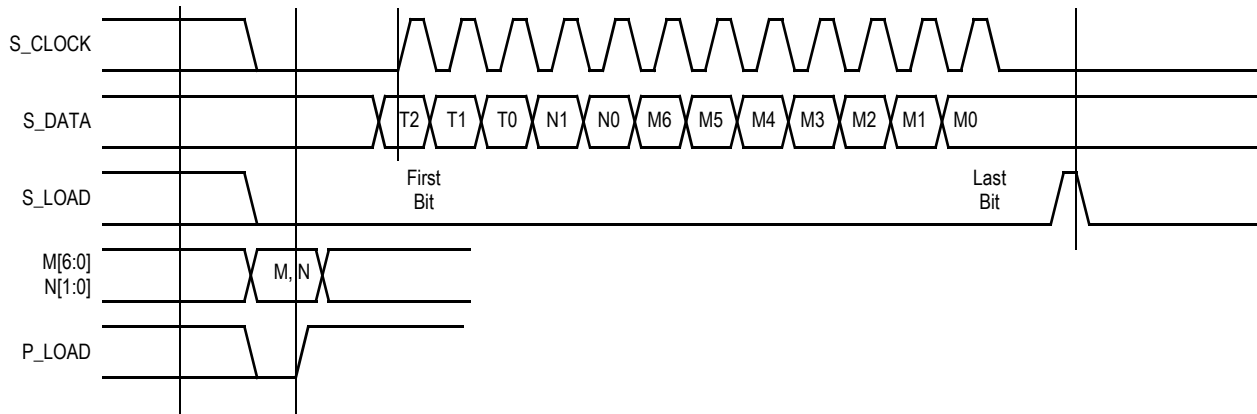 S_CLOCK
S_DATA
T2 T1 T0 N1 N0 M6 M5 M4 M3 M2 M1 M0
S_LOAD
First
Bit
Last
Bit
M[6:0]
N[1:0]
M, N
P_LOAD